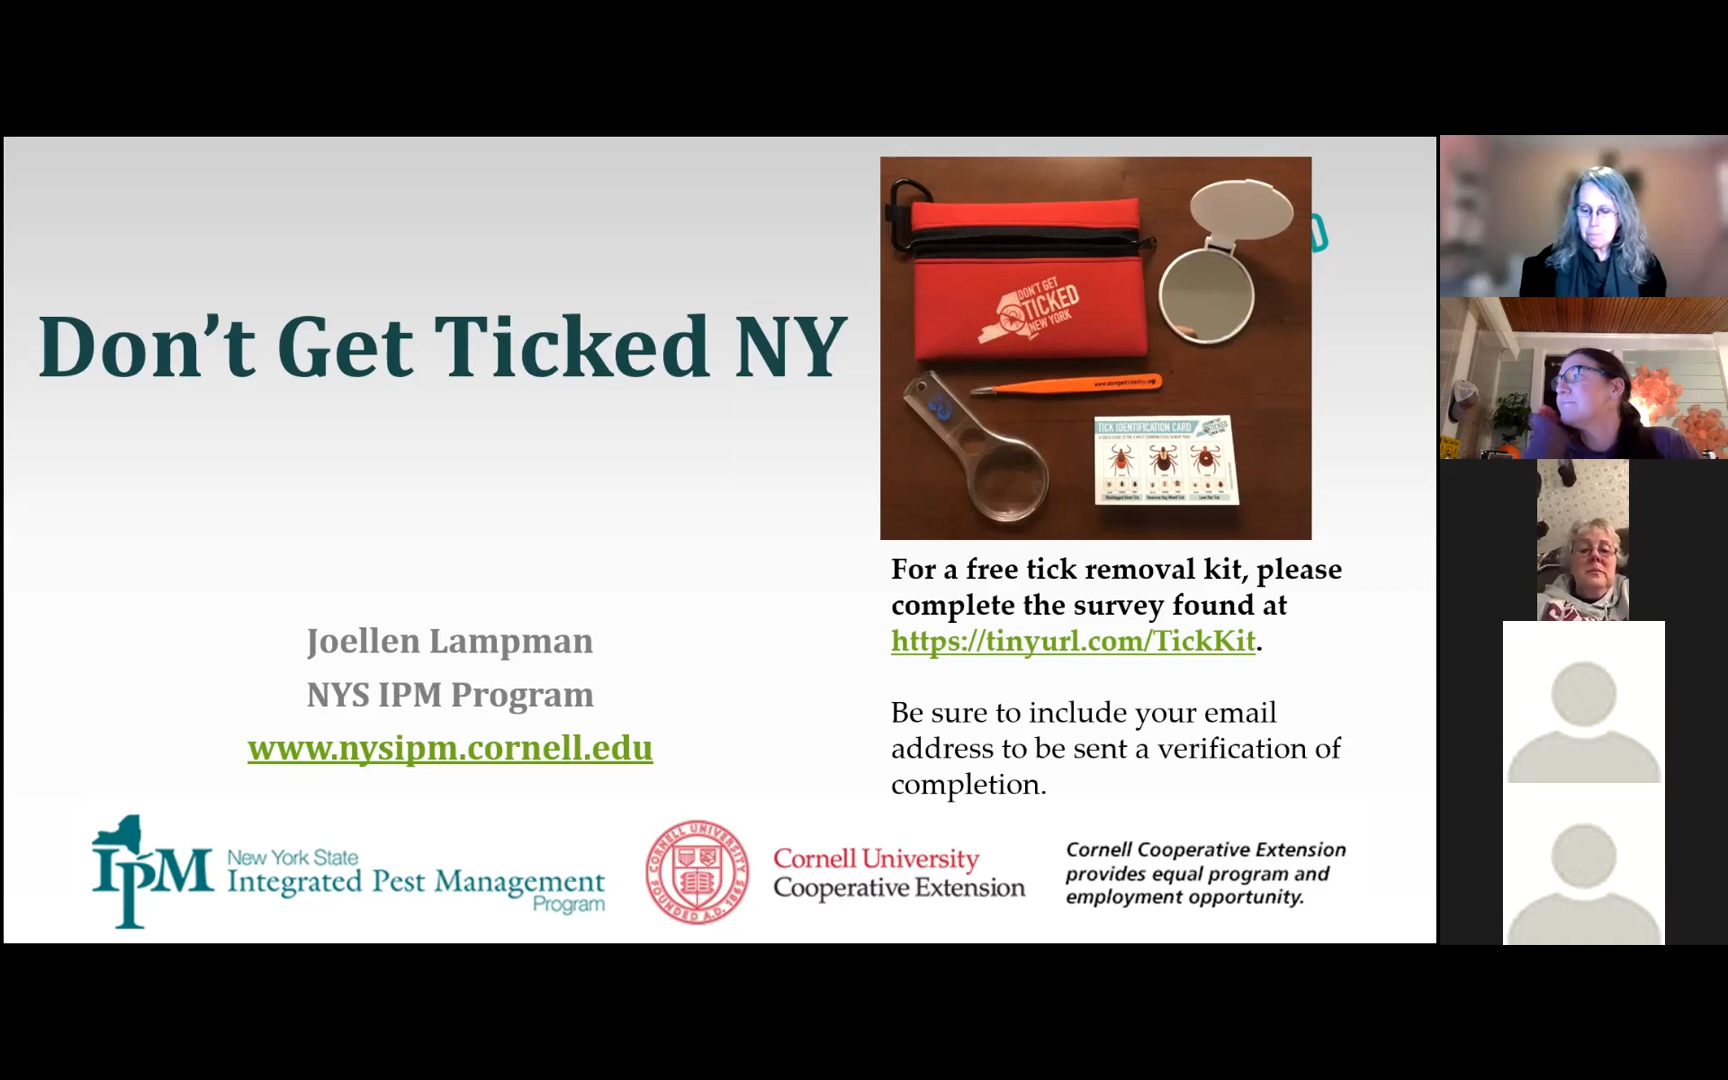 Don't Get Ticked NY
Joellen Lampman
NYS IPM Program
www.nysipm.cornell.edu
DON'T GET
TICKED
NEW YORK
TICK IDENTIFICATION CARD
For a free tick removal kit, please
complete the survey found at
https://tinyurl.com/TickKit.
Be sure to include your email
address to be sent a verification of
completion.
IPM
New York State
Integrated Pest Management
Program
CORNELL UNIVERSITY
FOUNDED A.D. 1865
Cornell University
Cooperative Extension
Cornell Cooperative Extension
provides equal program and
employment opportunity.